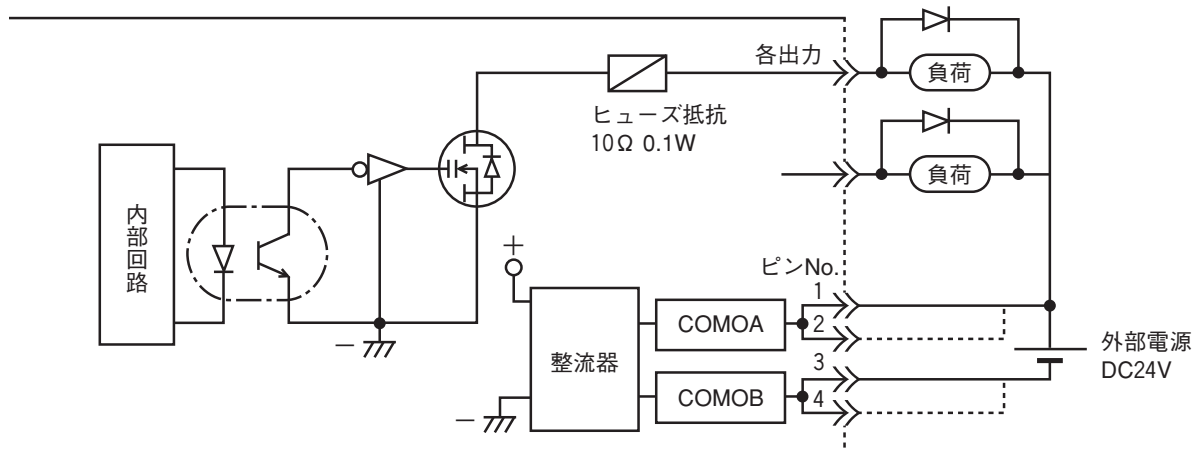 各出力
負荷
ヒューズ抵抗
10Ω 0.1W
負荷
内部回路
+
ピンNo.
1
COMOA
2
−
整流器
外部電源
DC24V
3
COMOB
4
−